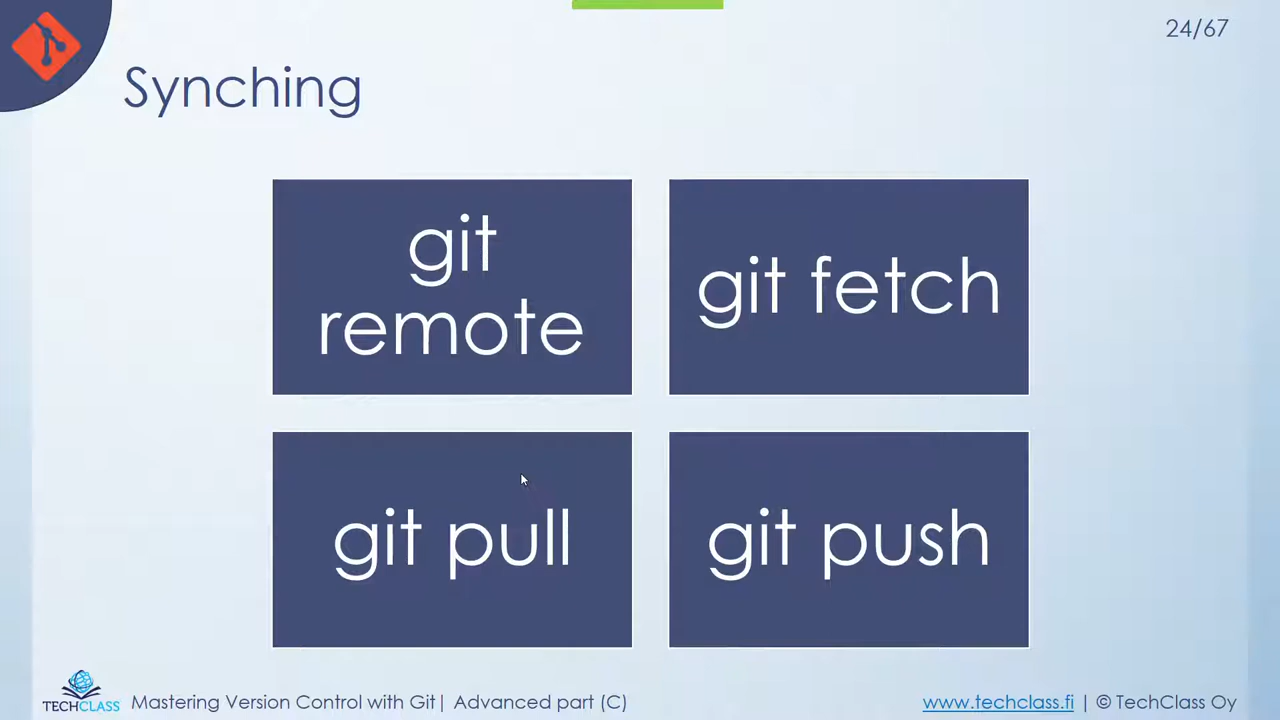 24/67
Synching
git
remote
git fetch
git pull
git push
TECHCLASS
Mastering Version Control with Git| Advanced part (C)
www.techclass.fi | © TechClass Oy